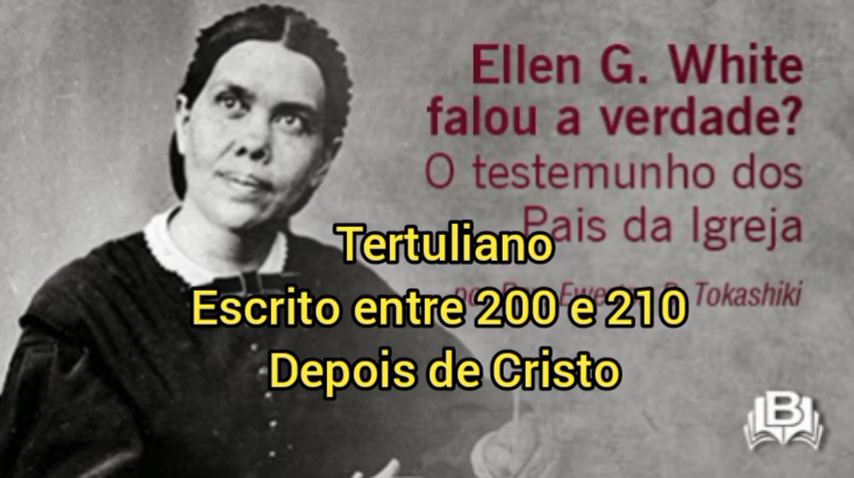 Ellen G. White
falou a verdade?
O testemunho dos
Pais da Igreja
Tokashiki
Tertuliano
Escrito entre 200 e 210
Depois de Cristo
B